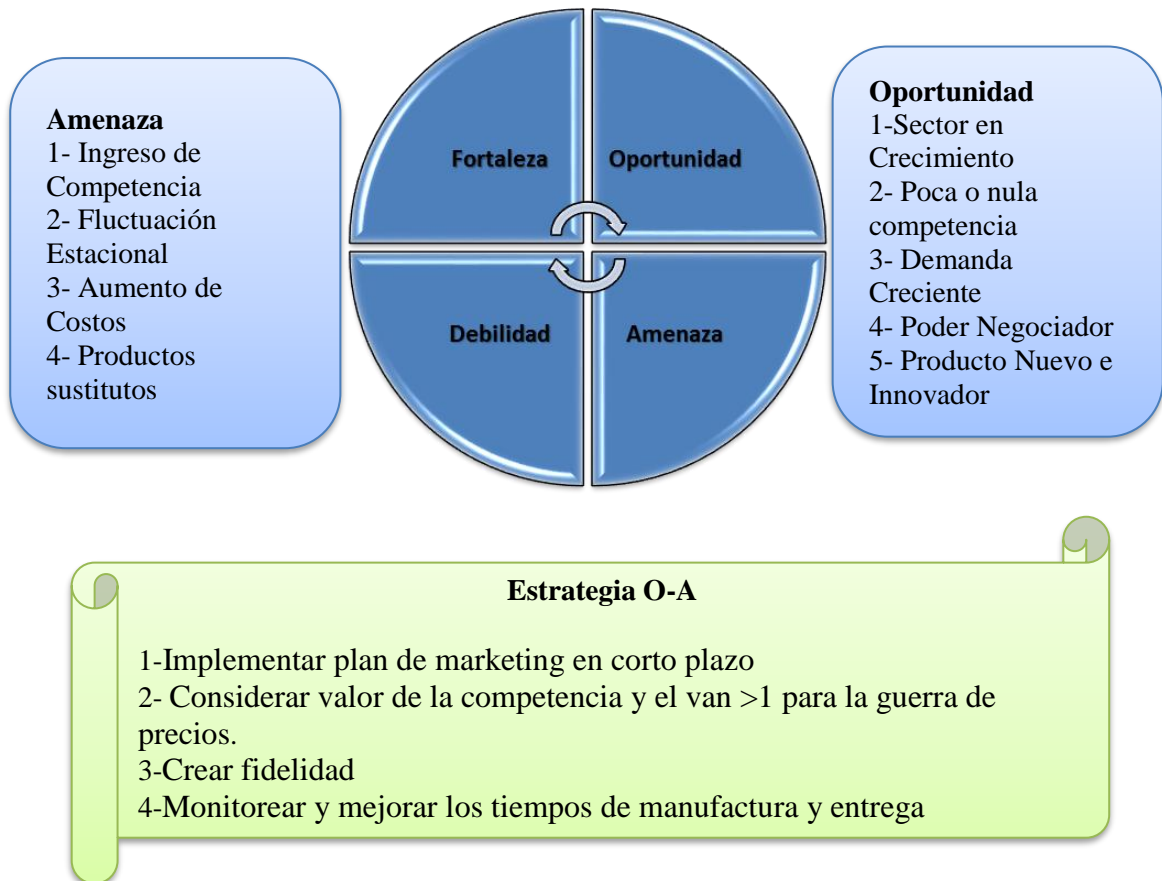 Amenaza
1- Ingreso de
Competencia
2- Fluctuación
Estacional
3- Aumento de
Costos
4- Productos
sustitutos
Fortaleza
Oportunidad
Debilidad
Amenaza
Oportunidad
1-Sector en
Crecimiento
2- Poca o nula
competencia
3- Demanda
Creciente
4- Poder Negociador
5- Producto Nuevo e
Innovador
Estrategia O-A
1-Implementar plan de marketing en corto plazo
2- Considerar valor de la competencia y el van >1 para la guerra de
precios.
3-Crear fidelidad
4-Monitorear y mejorar los tiempos de manufactura y entrega